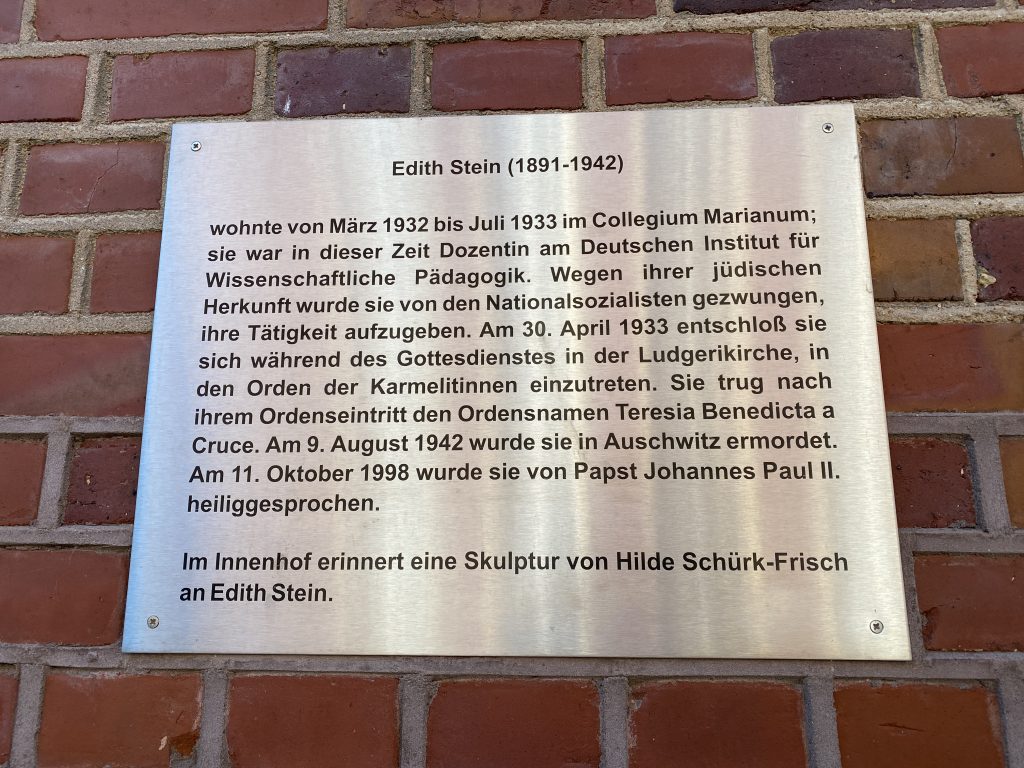 Edith Stein (1891-1942)
wohnte von März 1932 bis Juli 1933 im Collegium Marianum;
sie war in dieser Zeit Dozentin am Deutschen Institut für
Wissenschaftliche Pädagogik. Wegen ihrer jüdischen
Herkunft wurde sie von den Nationalsozialisten gezwungen,
ihre Tätigkeit aufzugeben. Am 30. April 1933 entschloß sie
sich während des Gottesdienstes in der Ludgerikirche, in
den Orden der Karmelitinnen einzutreten. Sie trug nach
ihrem Ordenseintritt den Ordensnamen Teresia Benedicta a
Cruce. Am 9. August 1942 wurde sie in Auschwitz ermordet.
Am 11. Oktober 1998 wurde sie von Papst Johannes Paul II.
heiliggesprochen.
Im Innenhof erinnert eine Skulptur von Hilde Schürk-Frisch
an Edith Stein.